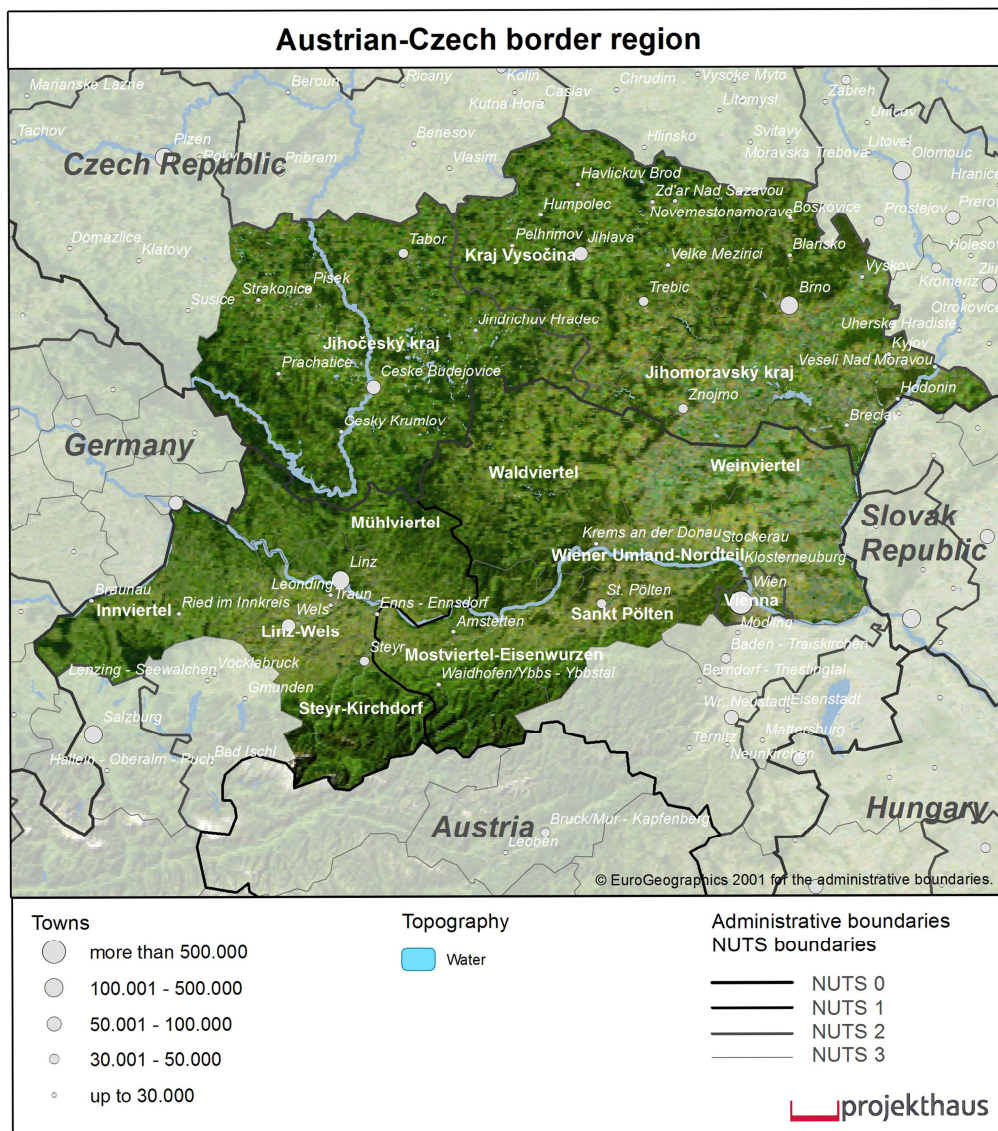 Austrian-Czech border region
Marianske Lazne
Beroun
Ricany
Kolin
Caslav
Chrudim
Vysoke Myto
Zabreh
Kutna Hora
Litomysl
Unicov
Tachov
Plzen
Benesov
Hlinsko
Svitavy
Litovel
Czech Republic
Pribram
Vlasim
Moravska Trebova
Olomouc
Hranice
Havlickuv Brod
Zd'ar Nad Sazavou
Humpolec
Novemestonamorave
Boskovice
Prostejov
Prerov
Domazlice
Klatovy
Tabor
Pelhrimov
Jihlava
Kraj Vysočina
Velke Mezirici
Blansko
Vyskov
Holesov
Zlin
Kromeriz
Susice
Strakonice
Pisek
Trebic
Brno
Otrokovice
Jindrichuv Hradec
Uherske Hradiste
Jihočeský kraj
Kyjov
Prachatice
Ceske Budejovice
Veseli Nad Moravou
Jihomoravský kraj
Hodonin
Znojmo
Germany
Cesky Krumlov
Breclav
Waldviertel
Weinviertel
Mühlviertel
Slovak
Republic
Krems an der Donau
Stockerau
Wiener Umland-Nordteil
Klosterneuburg
Linz
Braunau
Leonding
Traun
St. Pölten
Wien
Innviertel
Ried im Innkreis
Wels
Enns - Ennsdorf
Sankt Pölten
Vienna
Linz-Wels
Amstetten
Mödling
Steyr
Baden - Traiskirchen
Mostviertel-Eisenwurzen
Lenzing - Seewalchen
Vöcklabruck
Waidhofen/Ybbs - Ybbstal
Berndorf - Triestingtal
Gmunden
Steyr-Kirchdorf
Wr. Neustadt
Eisenstadt
Salzburg
Ternitz
Mattersburg
Hallein - Oberalm - Puch
Bad Ischl
Neunkirchen
Austria
Bruck/Mur - Kapfenberg
Leoben
Hungary
© EuroGeographics 2001 for the administrative boundaries.
Towns
more than 500.000
100.001 - 500.000
50.001 - 100.000
30.001 - 50.000
up to 30.000
Topography
Water
Administrative boundaries
NUTS boundaries
NUTS 0
NUTS 1
NUTS 2
NUTS 3
projekthaus